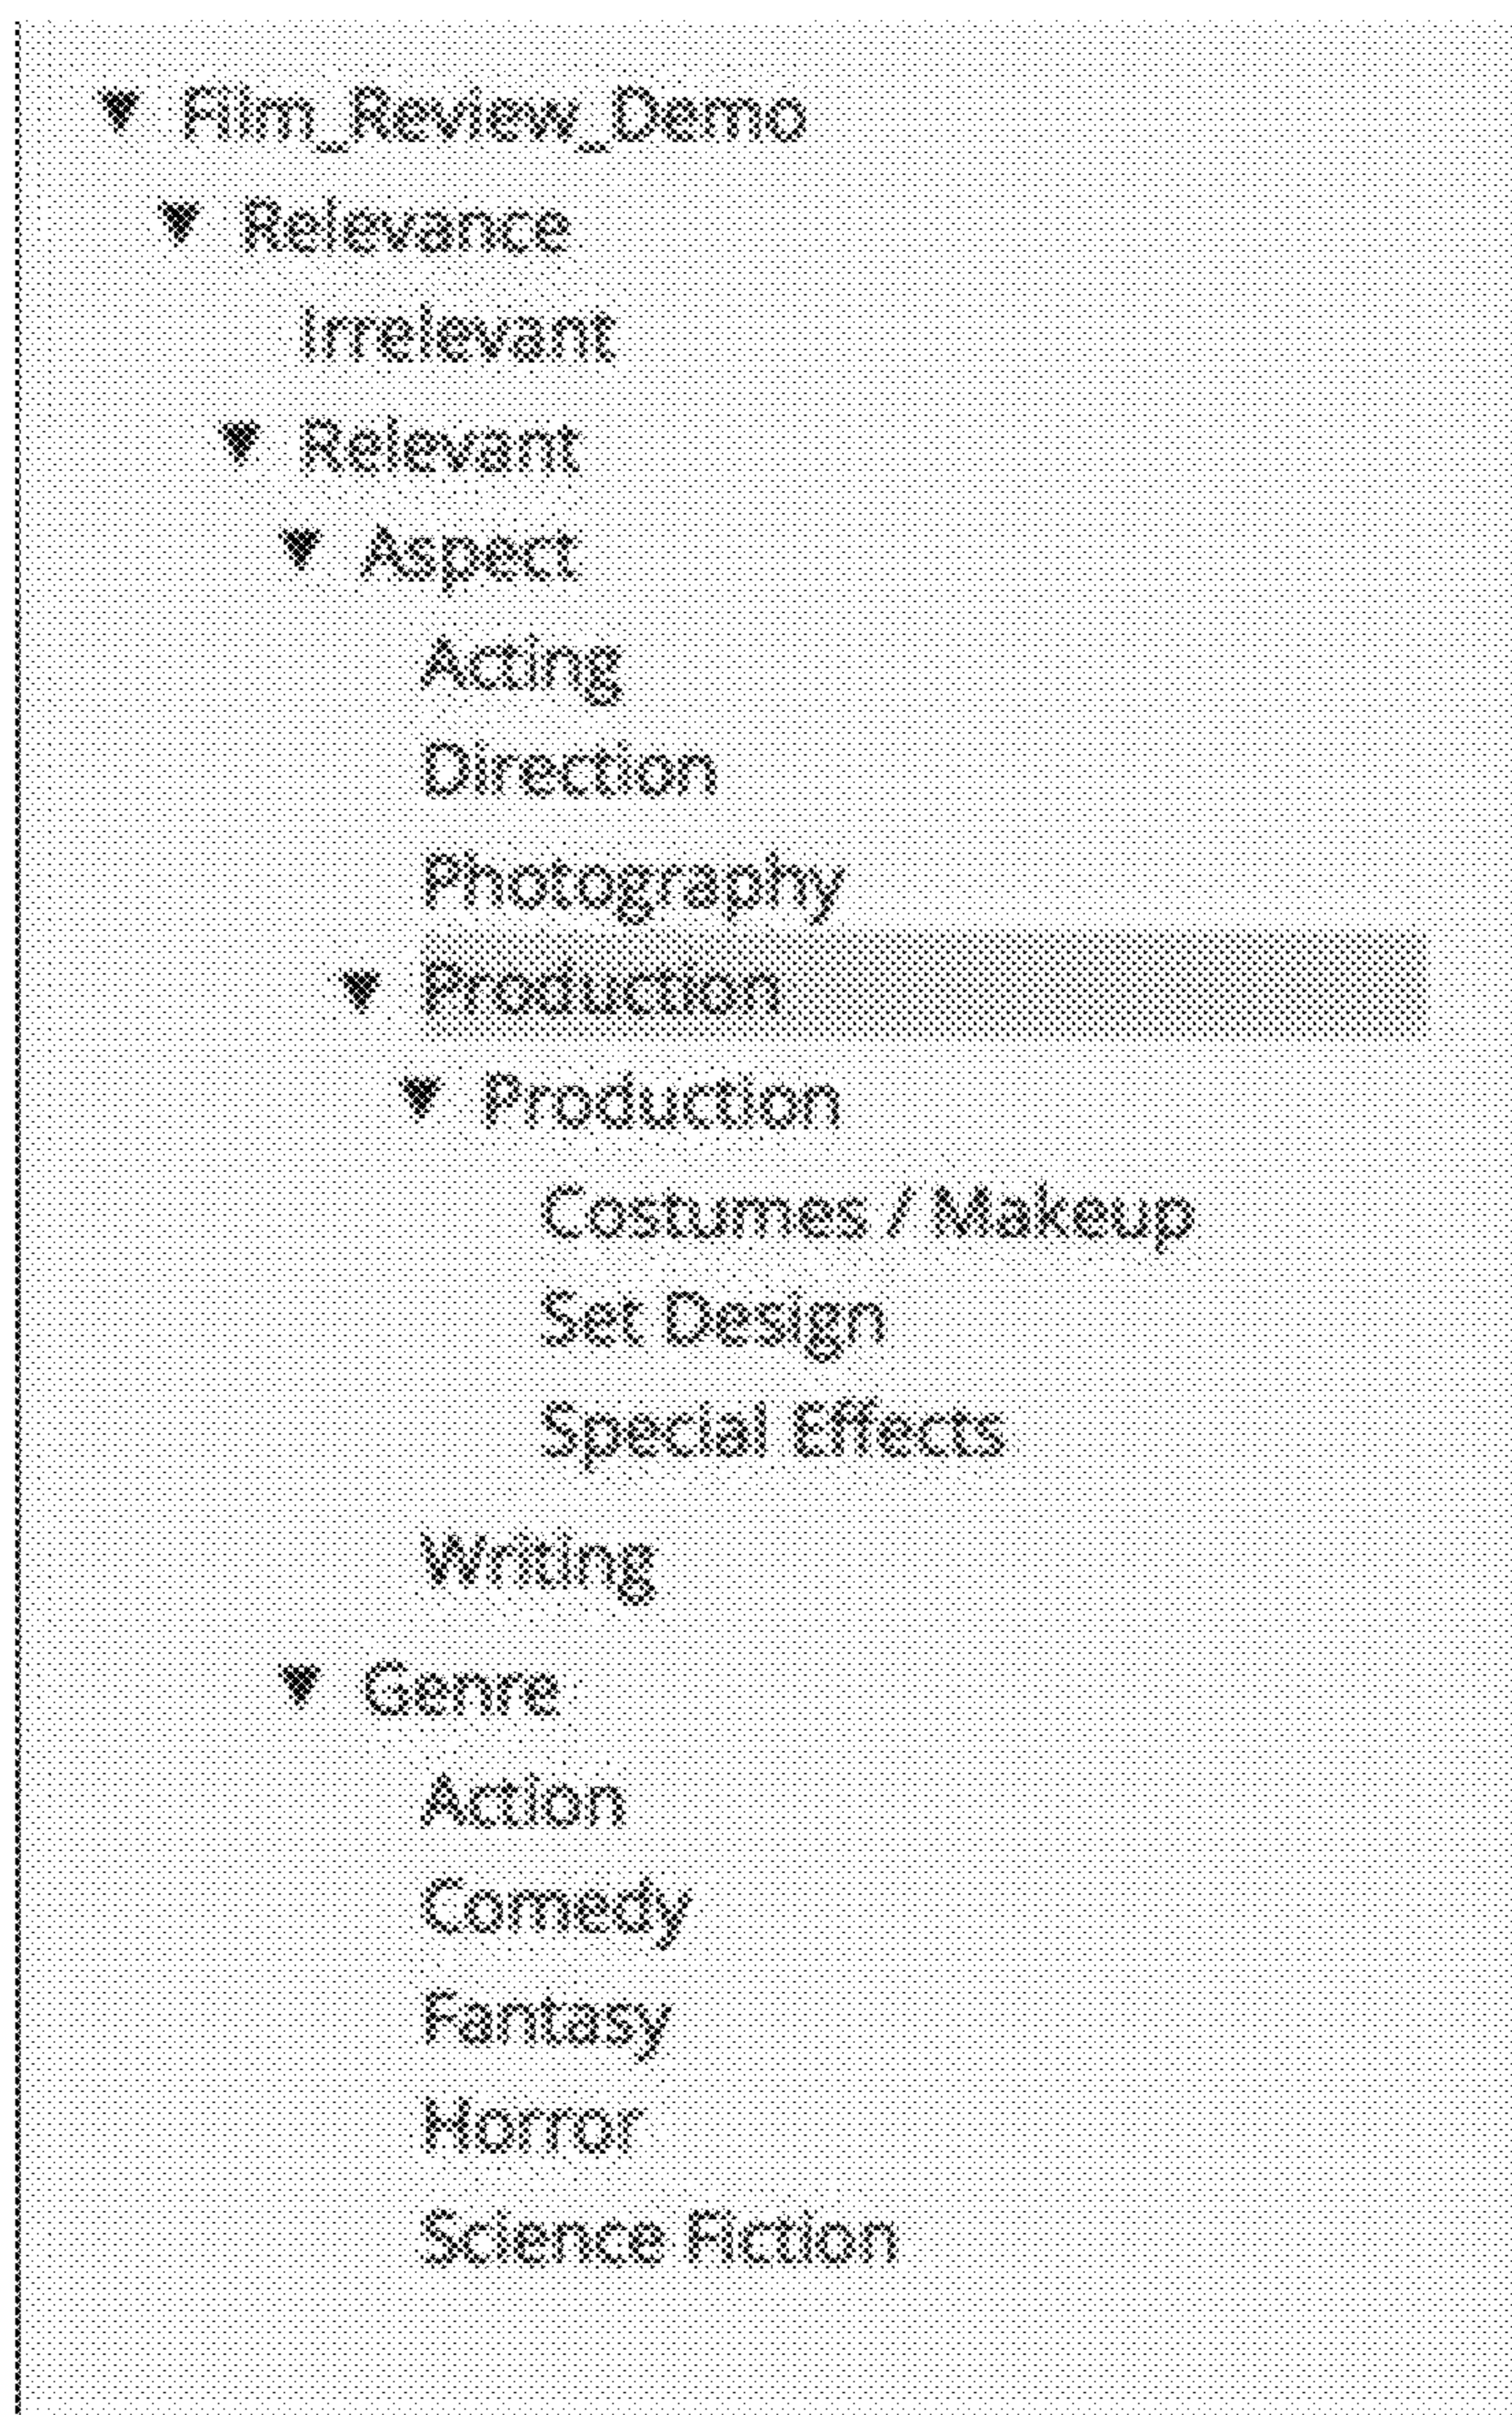 Film_Review_Demo
Relevance
Irrelevant
Relevant
Aspect
Acting
Direction
Photography
Production
Production
Costumes / Makeup
Set Design
Special Effects
Writing
Genre
Action
Comedy
Fantasy
Horror
Science Fiction